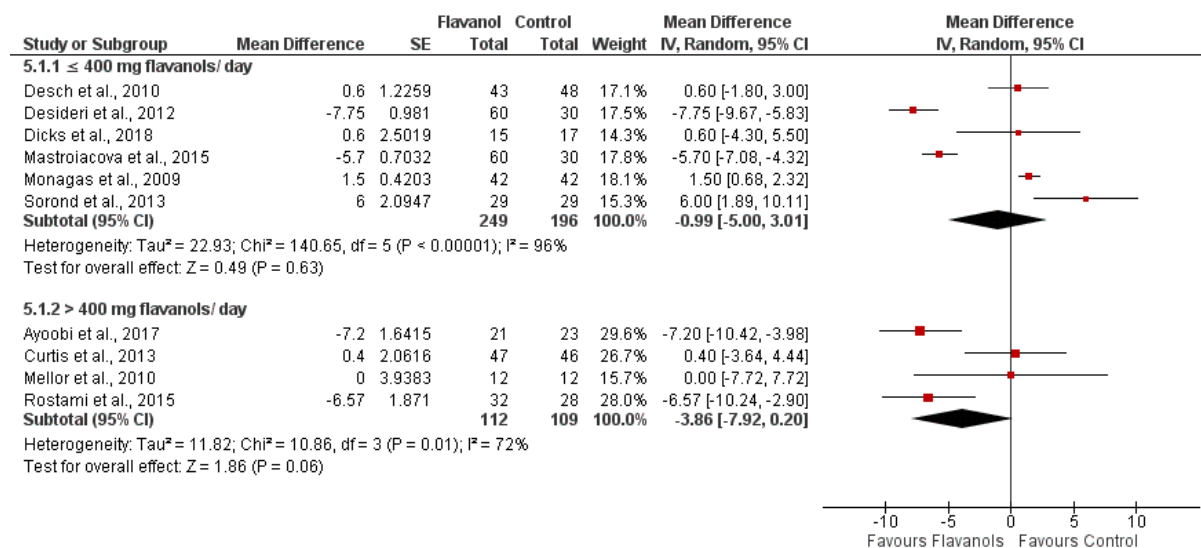 Flavanol Control Mean Difference Mean Difference
Study or Subgroup Mean Difference SE Total Total Weight IV, Random, 95% CI IV, Random, 95% CI
5.1.1 ≤ 400 mg flavanols/ day
Desch et al., 2010 0.6 1.2259 43 48 17.1% 0.60 [-1.80, 3.00]
Desideri et al., 2012 -7.75 0.981 60 30 17.5% -7.75 [-9.67, -5.83]
Dicks et al., 2018 0.6 2.5019 15 17 14.3% 0.60 [-4.30, 5.50]
Mastroiacova et al., 2015 -5.7 0.7032 60 30 17.8% -5.70 [-7.08, -4.32]
Monagas et al., 2009 1.5 0.4203 42 42 18.1% 1.50 [0.68, 2.32]
Sorond et al., 2013 6 2.0947 29 29 15.3% 6.00 [1.89, 10.11]
Subtotal (95% CI) 249 196 100.0% -0.99 [-5.00, 3.01]
Heterogeneity: Tau² = 22.93; Chi² = 140.65, df = 5 (P < 0.00001); I² = 96%
Test for overall effect: Z = 0.49 (P = 0.63)
5.1.2 > 400 mg flavanols/ day
Ayoobi et al., 2017 -7.2 1.6415 21 23 29.6% -7.20 [-10.42, -3.98]
Curtis et al., 2013 0.4 2.0616 47 46 26.7% 0.40 [-3.64, 4.44]
Mellor et al., 2010 0 3.9383 12 12 15.7% 0.00 [-7.72, 7.72]
Rostami et al., 2015 -6.57 1.871 32 28 28.0% -6.57 [-10.24, -2.90]
Subtotal (95% CI) 112 109 100.0% -3.86 [-7.92, 0.20]
Heterogeneity: Tau² = 11.82; Chi² = 10.86, df = 3 (P = 0.01); I² = 72%
Test for overall effect: Z = 1.86 (P = 0.06)
-10 -5 0 5 10
Favours Flavanols Favours Control